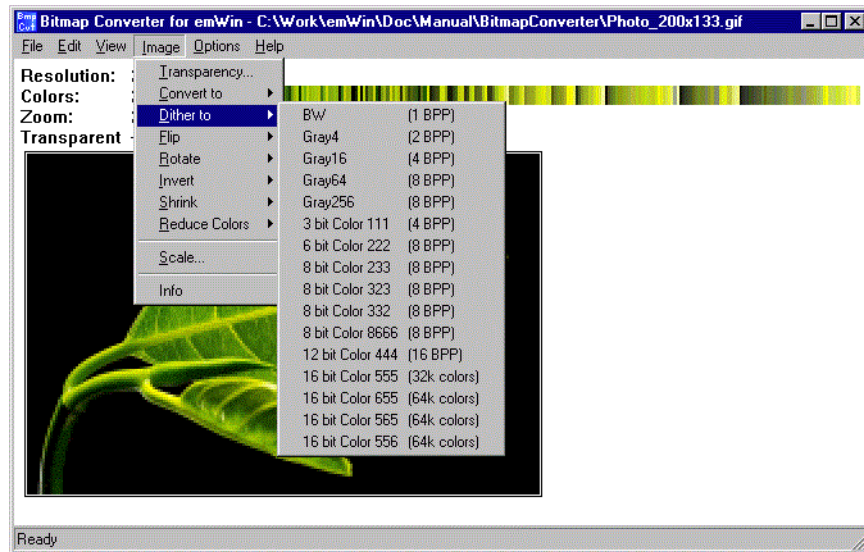 Bmp Cvt Bitmap Converter for emWin - C:\Work\emWin\Doc\Manual\BitmapConverter\Photo_200x133.gif
File Edit View Image Options Help
Resolution:
Colors:
Zoom:
Transparent
Transparency...
Convert to
Dither to
Flip
Rotate
Invert
Shrink
Reduce Colors
Scale...
Info
BW (1 BPP)
Gray4 (2 BPP)
Gray16 (4 BPP)
Gray64 (8 BPP)
Gray256 (8 BPP)
3 bit Color 111 (4 BPP)
6 bit Color 222 (8 BPP)
8 bit Color 233 (8 BPP)
8 bit Color 323 (8 BPP)
8 bit Color 332 (8 BPP)
8 bit Color 8666 (8 BPP)
12 bit Color 444 (16 BPP)
16 bit Color 555 (32k colors)
16 bit Color 655 (64k colors)
16 bit Color 565 (64k colors)
16 bit Color 556 (64k colors)
Ready